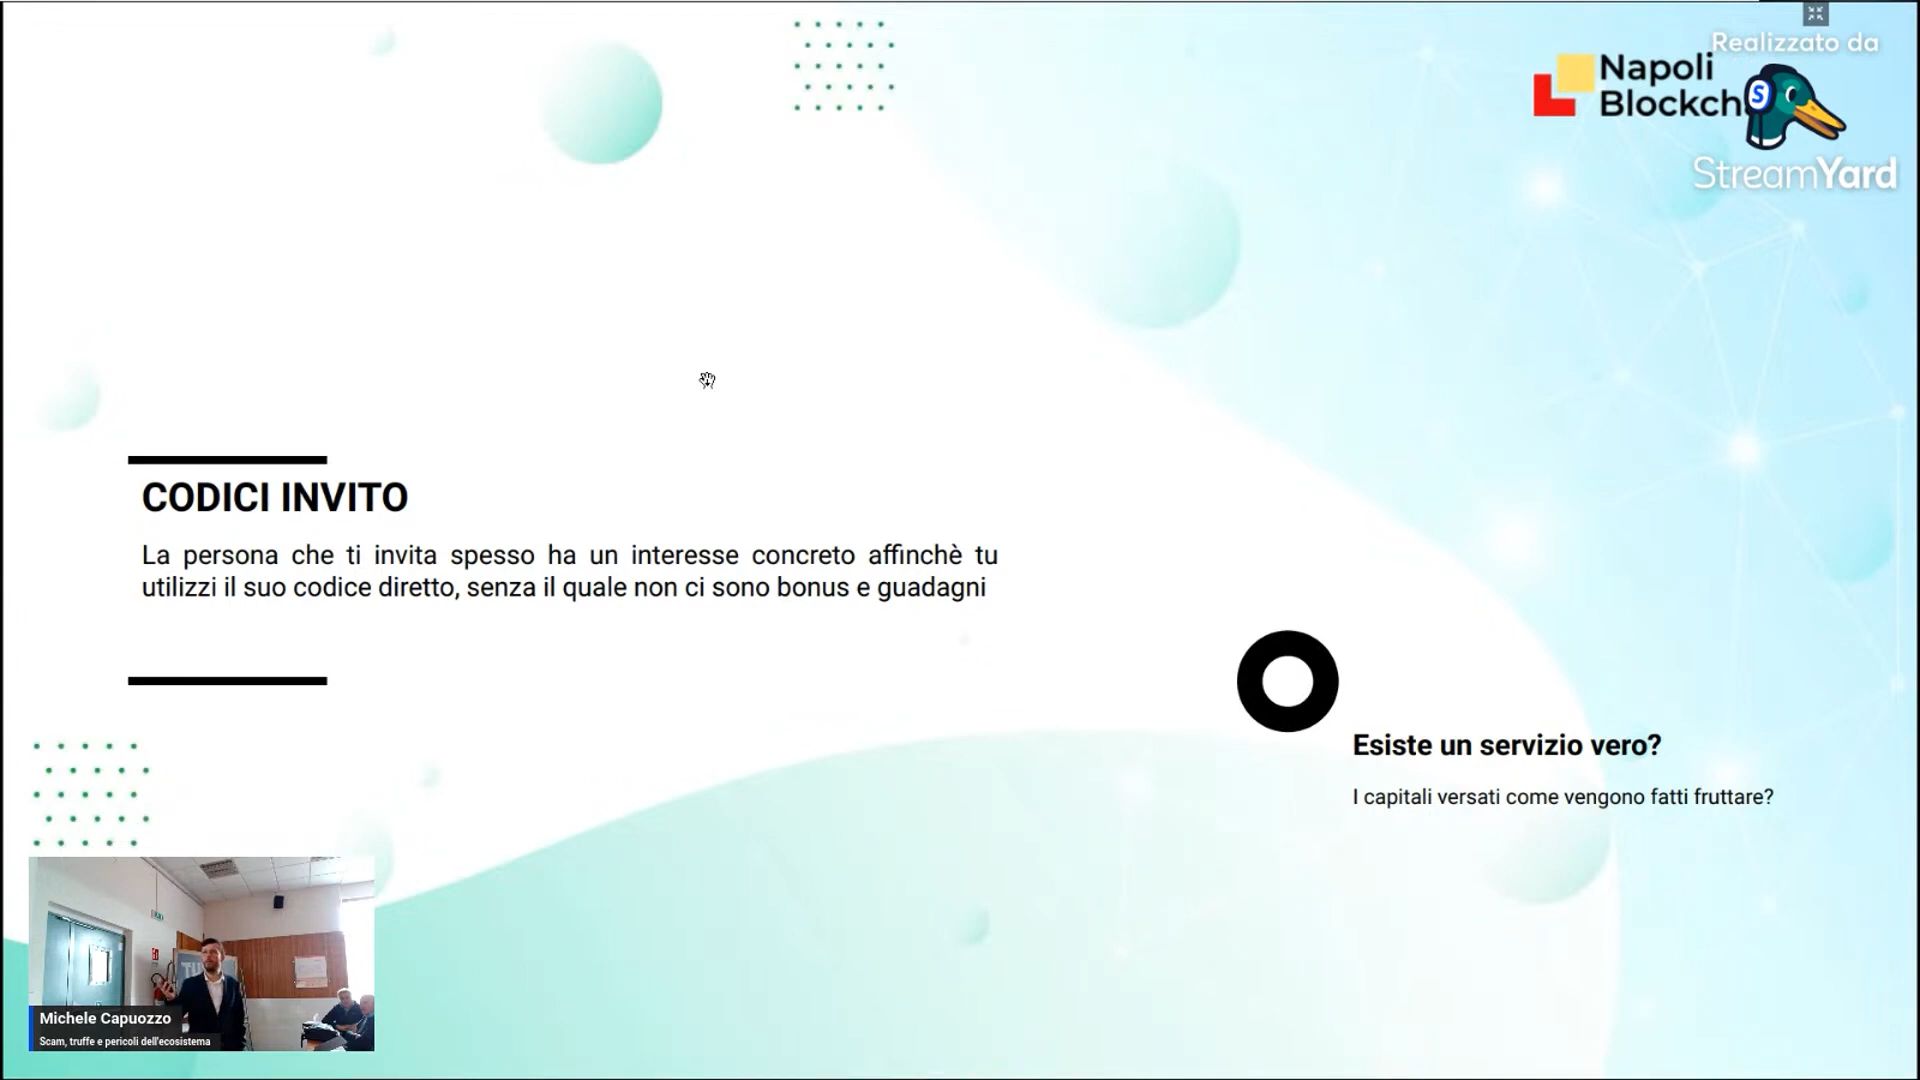 Realizzato da
Napoli
Blockch
StreamYard
CODICI INVITO
La persona che ti invita spesso ha un interesse concreto affinchè tu
utilizzi il suo codice diretto, senza il quale non ci sono bonus e guadagni
Esiste un servizio vero?
I capitali versati come vengono fatti fruttare?
Michele Capuozzo
Scam, truffe e pericoli dell'ecosistema